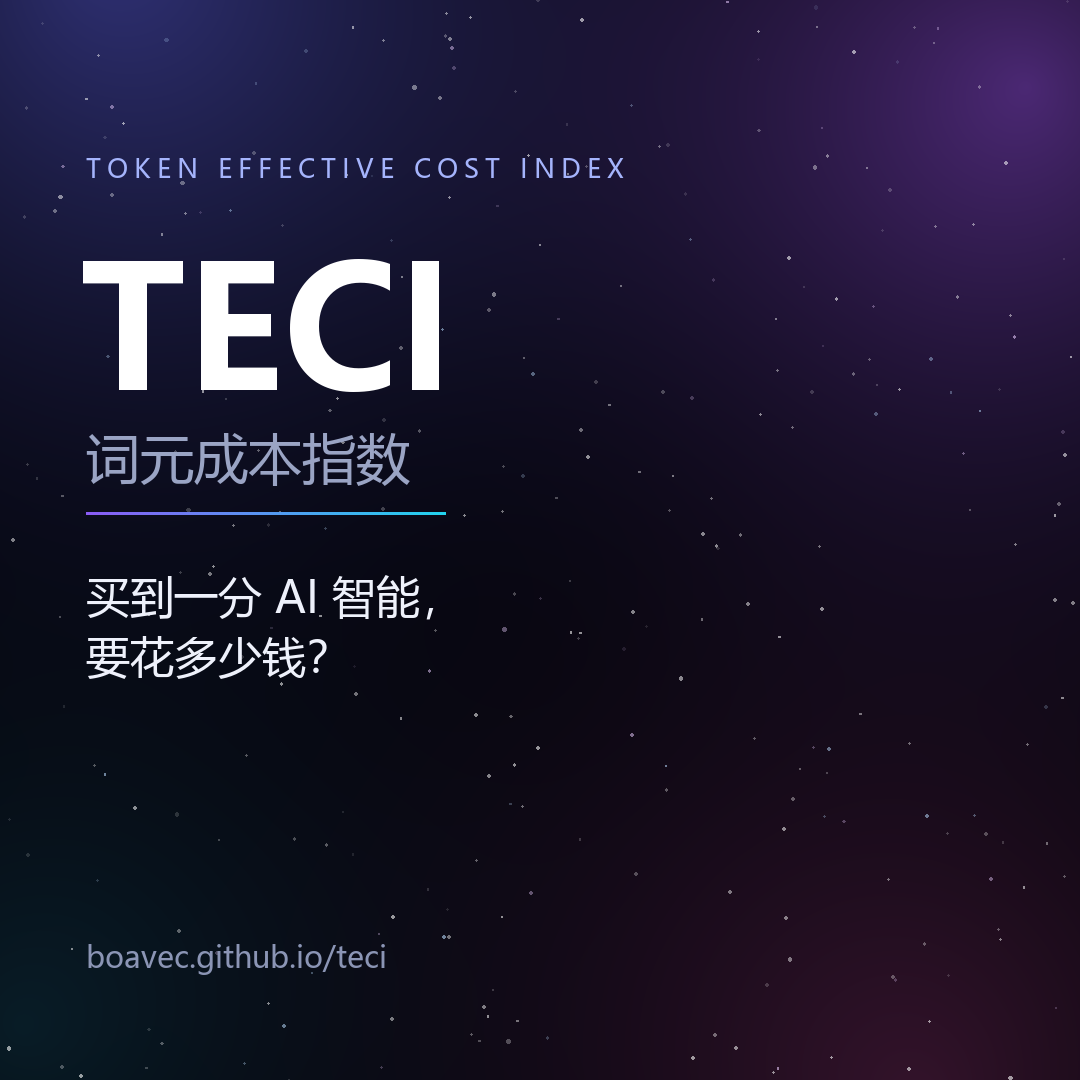 TOKEN EFFECTIVE COST INDEX
TECI
词元成本指数
买到一分 AI 智能，
要花多少钱？
boavec.github.io/teci